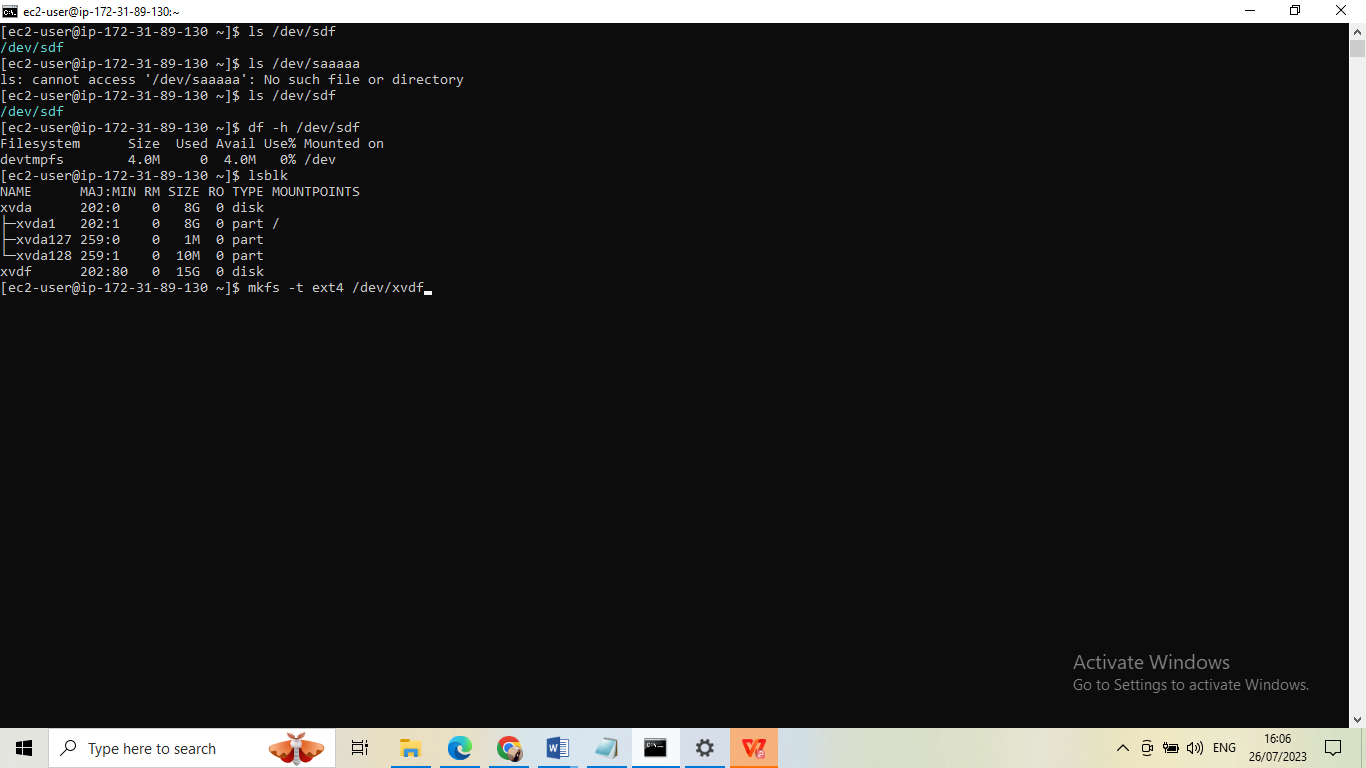 ec2-user@ip-172-31-89-130:~
[ec2-user@ip-172-31-89-130 ~]$ ls /dev/sdf
/dev/sdf
[ec2-user@ip-172-31-89-130 ~]$ ls /dev/saaaaa
ls: cannot access '/dev/saaaaa': No such file or directory
[ec2-user@ip-172-31-89-130 ~]$ ls /dev/sdf
/dev/sdf
[ec2-user@ip-172-31-89-130 ~]$ df -h /dev/sdf
Filesystem      Size  Used Avail Use% Mounted on
devtmpfs        4.0M     0  4.0M   0% /dev
[ec2-user@ip-172-31-89-130 ~]$ lsblk
NAME      MAJ:MIN RM SIZE RO TYPE MOUNTPOINTS
xvda      202:0    0   8G  0 disk
├─xvda1   202:1    0   8G  0 part /
├─xvda127 259:0    0   1M  0 part
└─xvda128 259:1    0  10M  0 part
xvdf      202:80   0  15G  0 disk
[ec2-user@ip-172-31-89-130 ~]$ mkfs -t ext4 /dev/xvdf
Activate Windows
Go to Settings to activate Windows.
Type here to search
ENG
16:06
26/07/2023